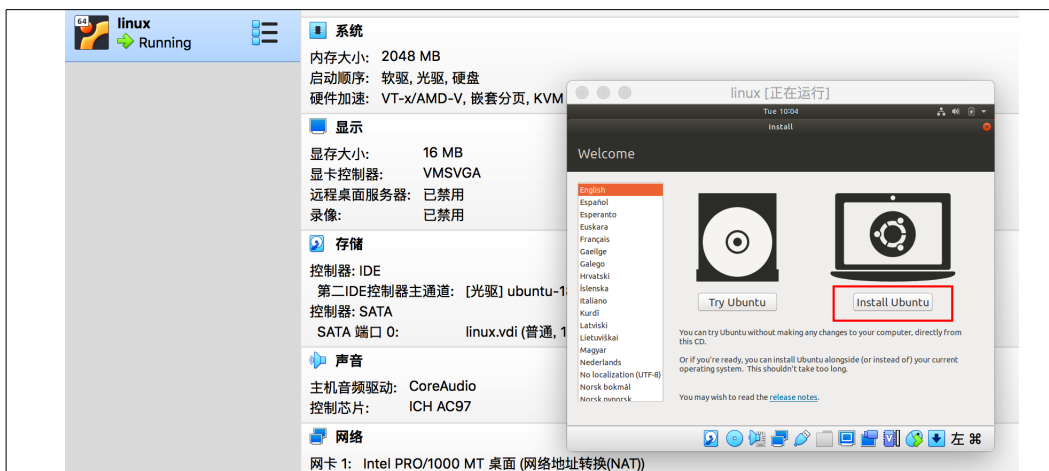 64
linux
Running
系统
内存大小: 2048 MB
启动顺序: 软驱, 光驱, 硬盘
硬件加速: VT-x/AMD-V, 嵌套分页, KVM
显示
显存大小: 16 MB
显卡控制器: VMSVGA
远程桌面服务器: 已禁用
录像: 已禁用
存储
控制器: IDE
第二IDE控制器主通道: [光驱] ubuntu-1
控制器: SATA
SATA 端口 0: linux.vdi (普通, 1
声音
主机音频驱动: CoreAudio
控制芯片: ICH AC97
网络
网卡 1: Intel PRO/1000 MT 桌面 (网络地址转换(NAT))
linux [正在运行]
Tue 10:04
Install
Welcome
English
Español
Esperanto
Euskara
Français
Gaeilge
Galego
Hrvatski
Íslenska
Italiano
Kurdî
Latviski
Lietuviškai
Magyar
Nederlands
No localization (UTF-8)
Norsk bokmål
Norsk nynorsk
Try Ubuntu
Install Ubuntu
You can try Ubuntu without making any changes to your computer, directly from
this CD.
Or if you're ready, you can install Ubuntu alongside (or instead of) your current
operating system. This shouldn't take too long.
You may wish to read the release notes.
左 ⌘